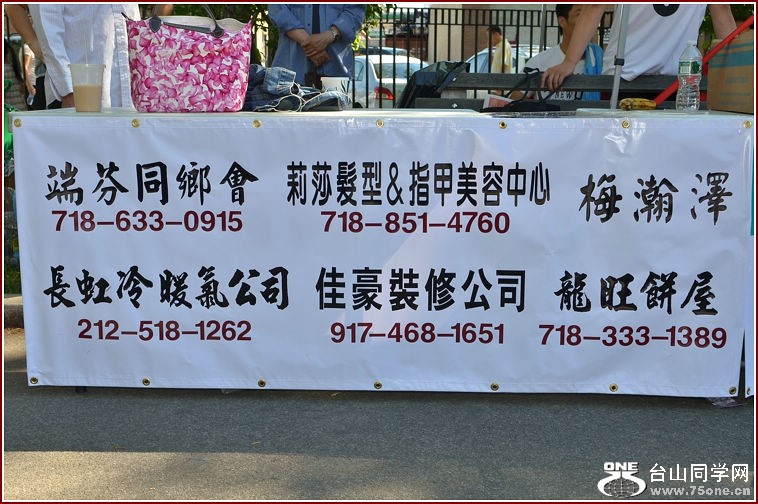 端芬同鄉會 莉莎髮型&指甲美容中心 梅瀚澤
718-633-0915 718-851-4760
長虹冷暖氣公司 佳豪裝修公司 龍旺餅屋
212-518-1262 917-468-1651 718-333-1389
ONE 台山同学网
www.75one.cn